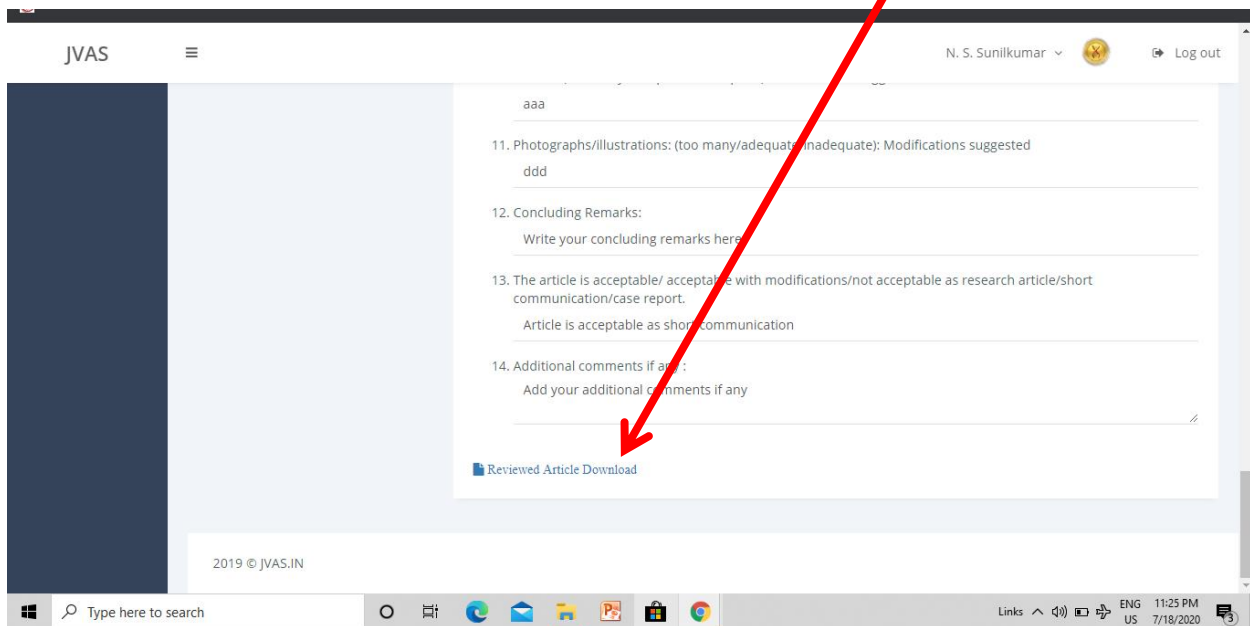 JVAS
N. S. Sunilkumar
Log out
aaa
11. Photographs/illustrations: (too many/adequate inadequate): Modifications suggested
ddd
12. Concluding Remarks:
Write your concluding remarks here
13. The article is acceptable/ acceptable with modifications/not acceptable as research article/short
communication/case report.
Article is acceptable as short communication
14. Additional comments if any :
Add your additional comments if any
Reviewed Article Download
2019 © JVAS.IN
Type here to search
Links
ENG 11:25 PM
US 7/18/2020
3